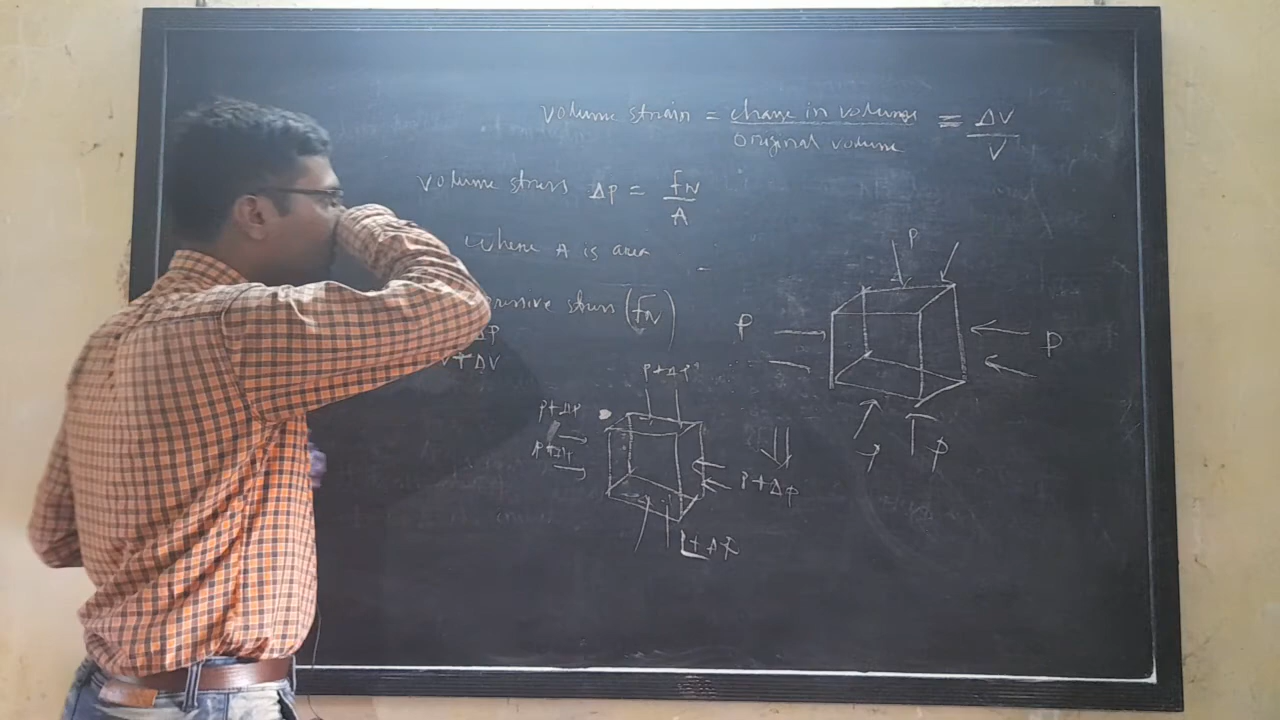 volume strain = change in volume / original volume = ΔV / V
volume stress ΔP = FN / A
where A is area
stress (FN)
ΔP
V + ΔV
P
P
P
P
P + ΔP
P + ΔP
P + ΔP
P + ΔP